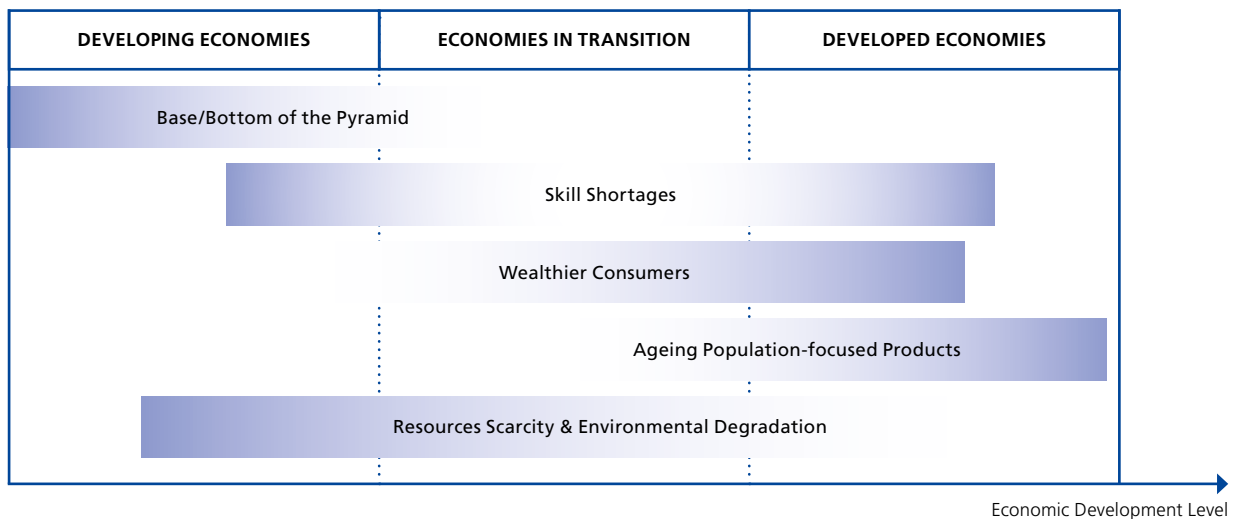 DEVELOPING ECONOMIES
ECONOMIES IN TRANSITION
DEVELOPED ECONOMIES
Base/Bottom of the Pyramid
Skill Shortages
Wealthier Consumers
Ageing Population-focused Products
Resources Scarcity & Environmental Degradation
Economic Development Level